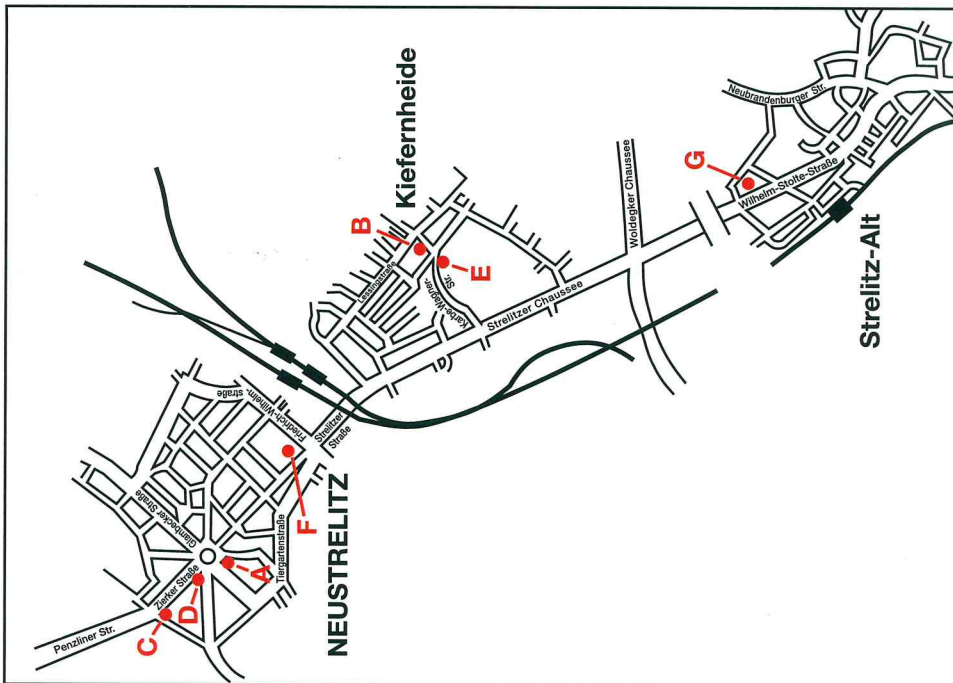 Penzliner Str.
C
D
Zierker Straße
Glambecker Straße
A
Tiergartenstraße
F
Friedrich-Wilhelm-
straße
Strelitzer
Straße
NEUSTRELITZ
Kiefernheide
B
Lessingstraße
Karbe-Wagner-
Str.
E
Strelitzer Chaussee
Woldegker Chaussee
G
Neubrandenburger Str.
Wilhelm-Stolte-Straße
Strelitz-Alt